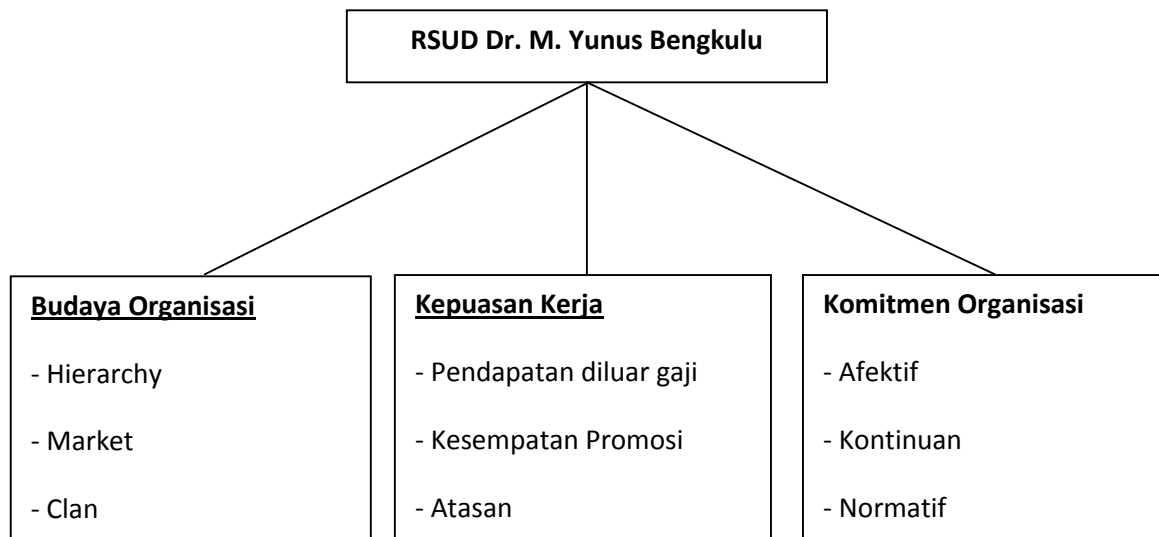 RSUD Dr. M. Yunus Bengkulu
Budaya Organisasi
- Hierarchy
- Market
- Clan
Kepuasan Kerja
- Pendapatan diluar gaji
- Kesempatan Promosi
- Atasan
Komitmen Organisasi
- Afektif
- Kontinuan
- Normatif